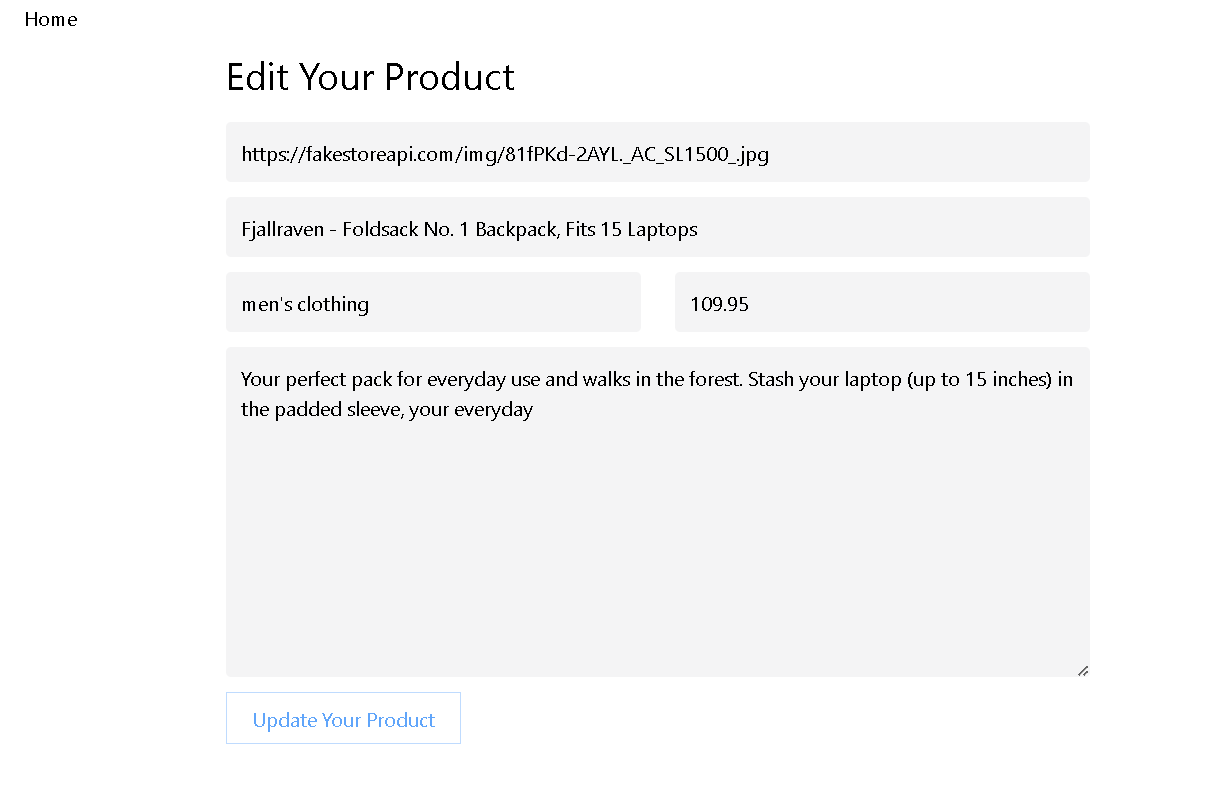 Home
Edit Your Product
https://fakestoreapi.com/img/81fPKd-2AYL._AC_SL1500_.jpg
Fjallraven - Foldsack No. 1 Backpack, Fits 15 Laptops
men's clothing
109.95
Your perfect pack for everyday use and walks in the forest. Stash your laptop (up to 15 inches) in
the padded sleeve, your everyday
Update Your Product